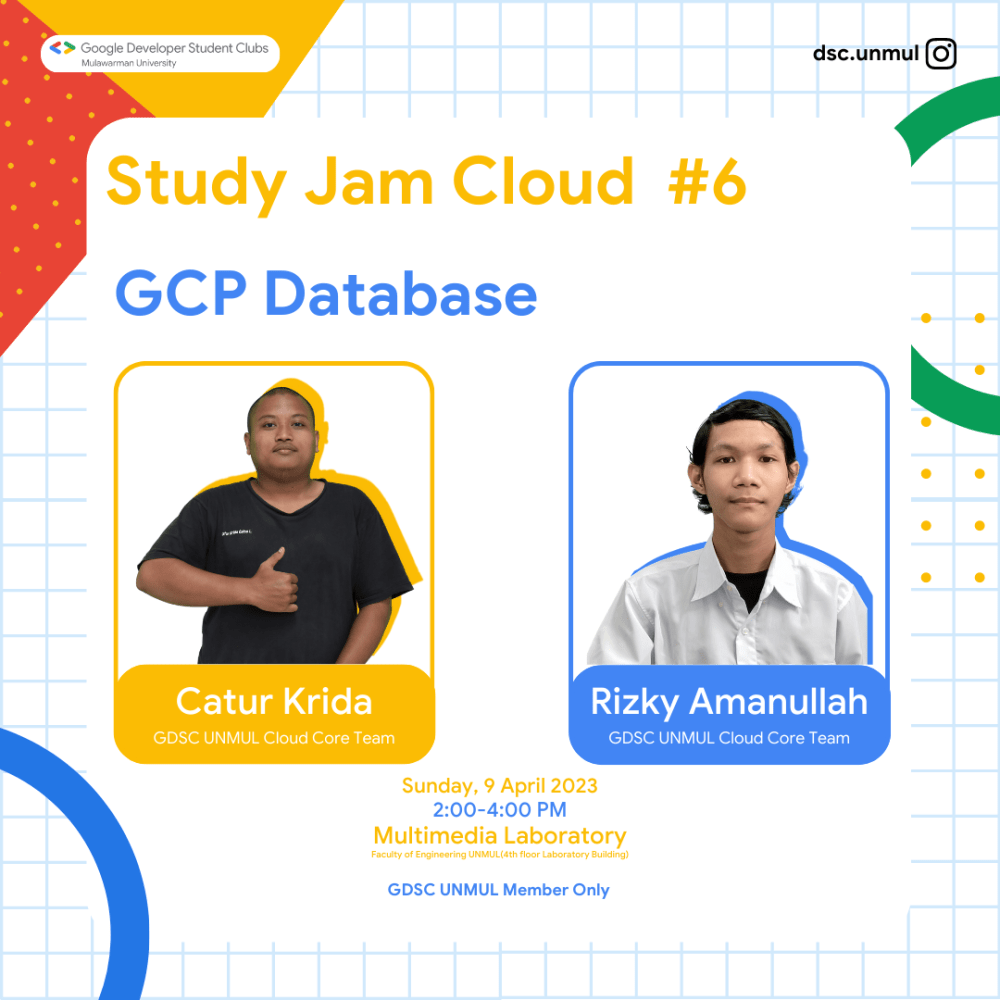 Google Developer Student Clubs
Mulawarman University
dsc.unmul
Study Jam Cloud #6
GCP Database
Catur Krida
GDSC UNMUL Cloud Core Team
Rizky Amanullah
GDSC UNMUL Cloud Core Team
Sunday, 9 April 2023
2:00-4:00 PM
Multimedia Laboratory
Faculty of Engineering UNMUL(4th floor Laboratory Building)
GDSC UNMUL Member Only